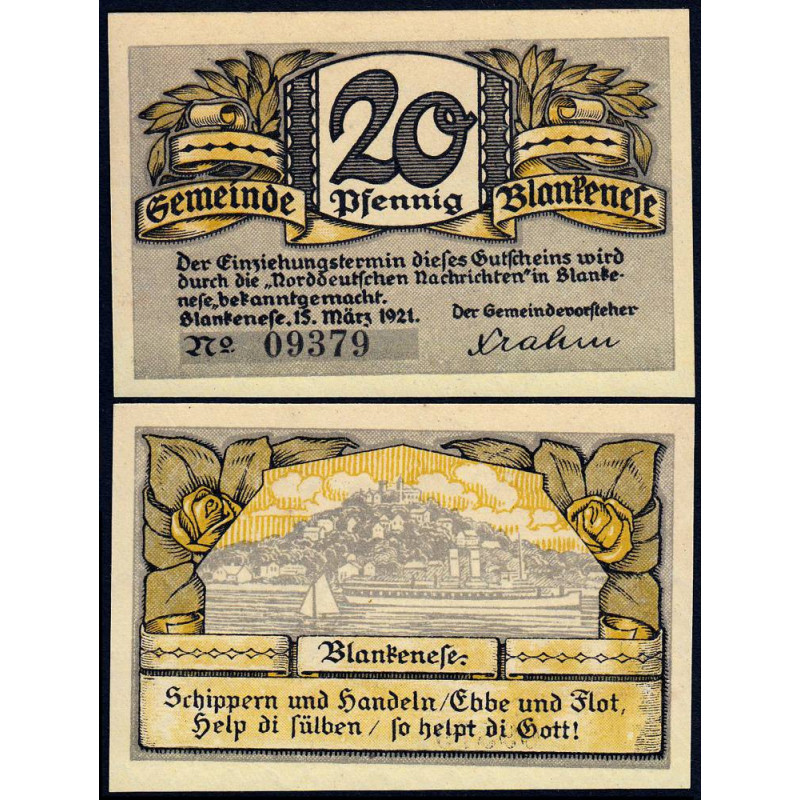 20
Pfennig
Gemeinde Blankenese
Der Einziehungstermin dieses Gutscheins wird
durch die „Norddeutschen Nachrichten" in Blanke-
nese„bekanntgemacht.
Blankenese, 15. März 1921. Der Gemeindevorsteher
No. 09379 Frahm
Blankenese.
Schippern und Handeln/Ebbe und Flot,
Help di sülben / so helpt di Gott!